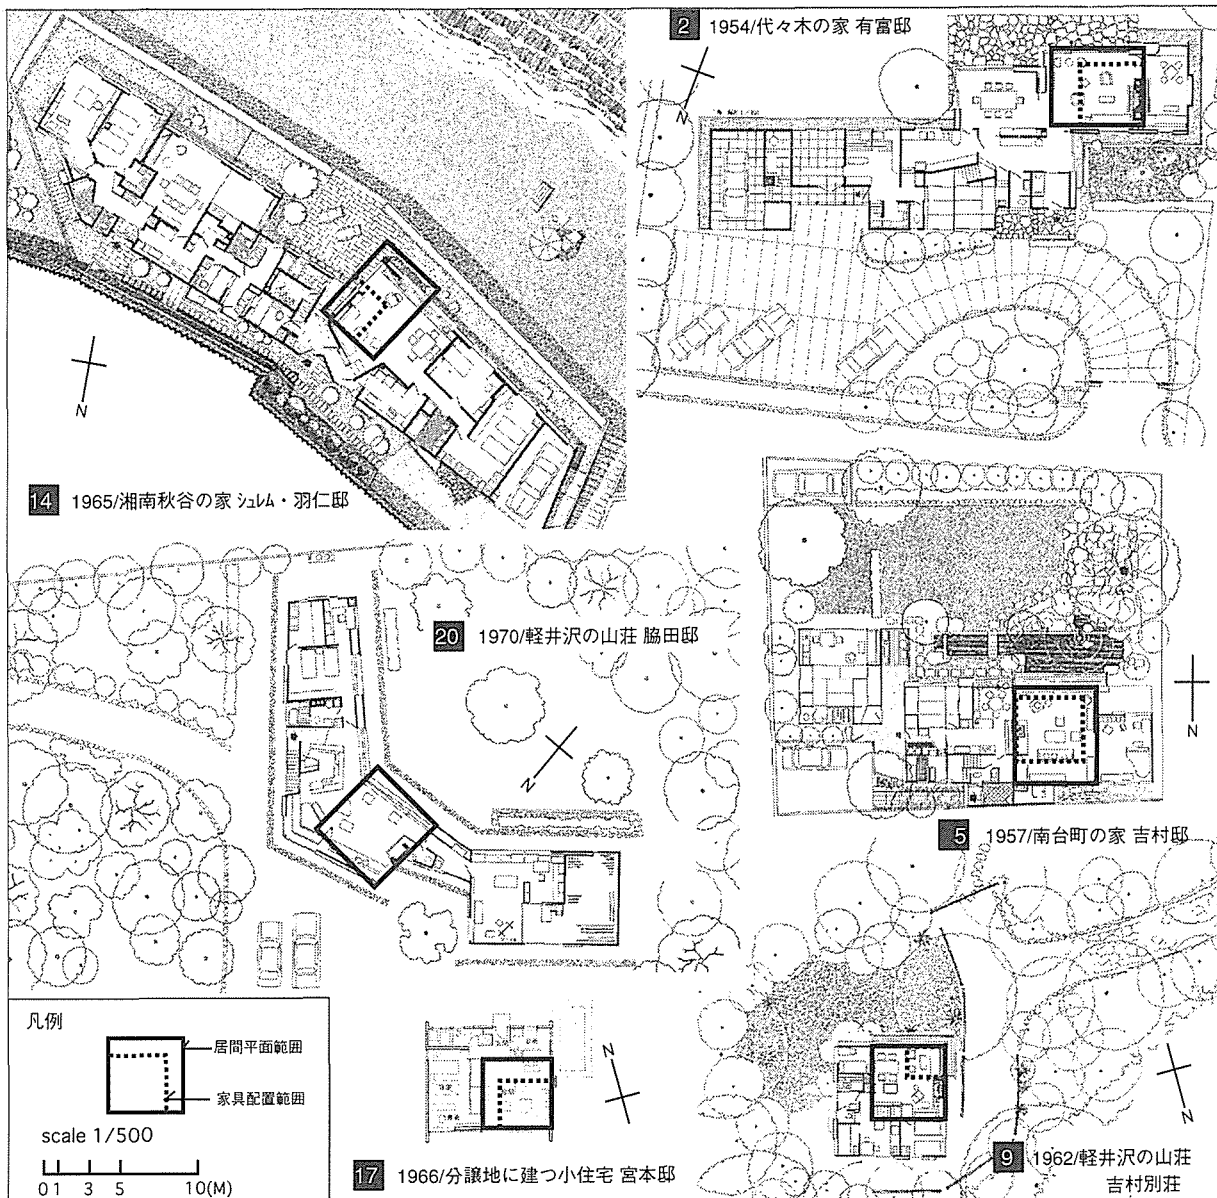 2 1954/代々木の家 有富邸
N
N
14 1965/湘南秋谷の家 シュレム・羽仁邸
20 1970/軽井沢の山荘 脇田邸
N
N
5 1957/南台町の家 吉村邸
凡例
居間平面範囲
家具配置範囲
scale 1/500
0 1 3 5 10(M)
N
17 1966/分譲地に建つ小住宅 宮本邸
N
9 1962/軽井沢の山荘
吉村別荘